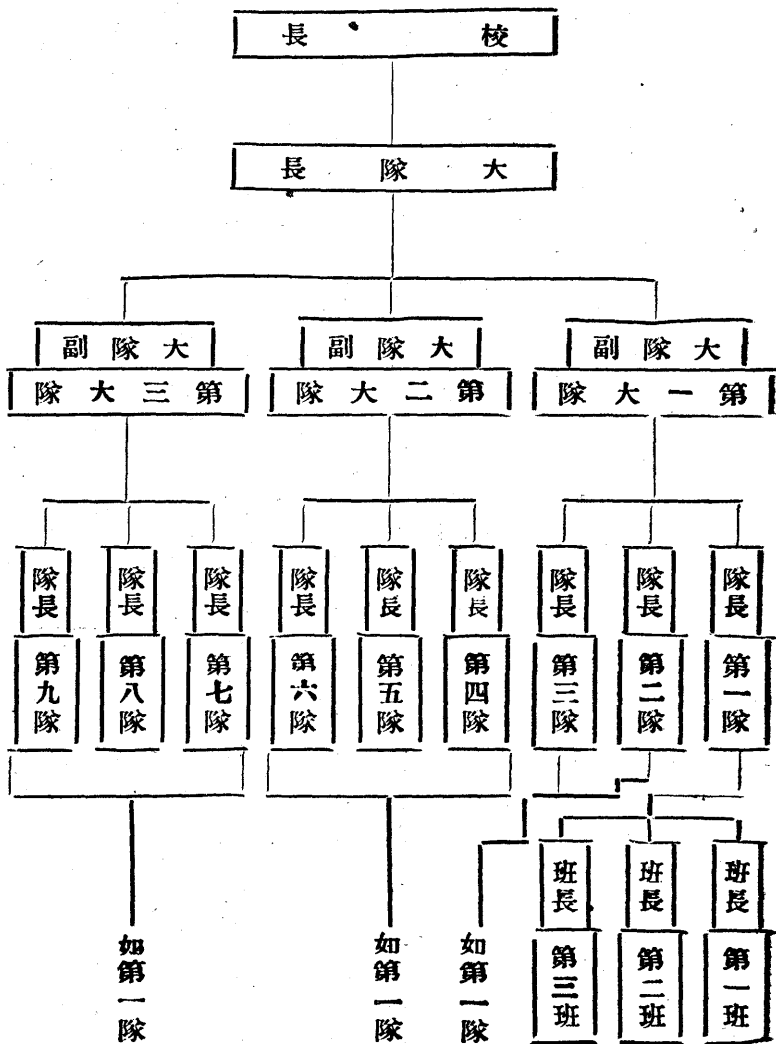 校長
大隊長
大隊副
第一大隊
大隊副
第二大隊
大隊副
第三大隊
隊長
第一隊
隊長
第二隊
隊長
第三隊
隊長
第四隊
隊長
第五隊
隊長
第六隊
隊長
第七隊
隊長
第八隊
隊長
第九隊
班長
第一班
班長
第二班
班長
第三班
如第一隊
如第一隊
如第一隊